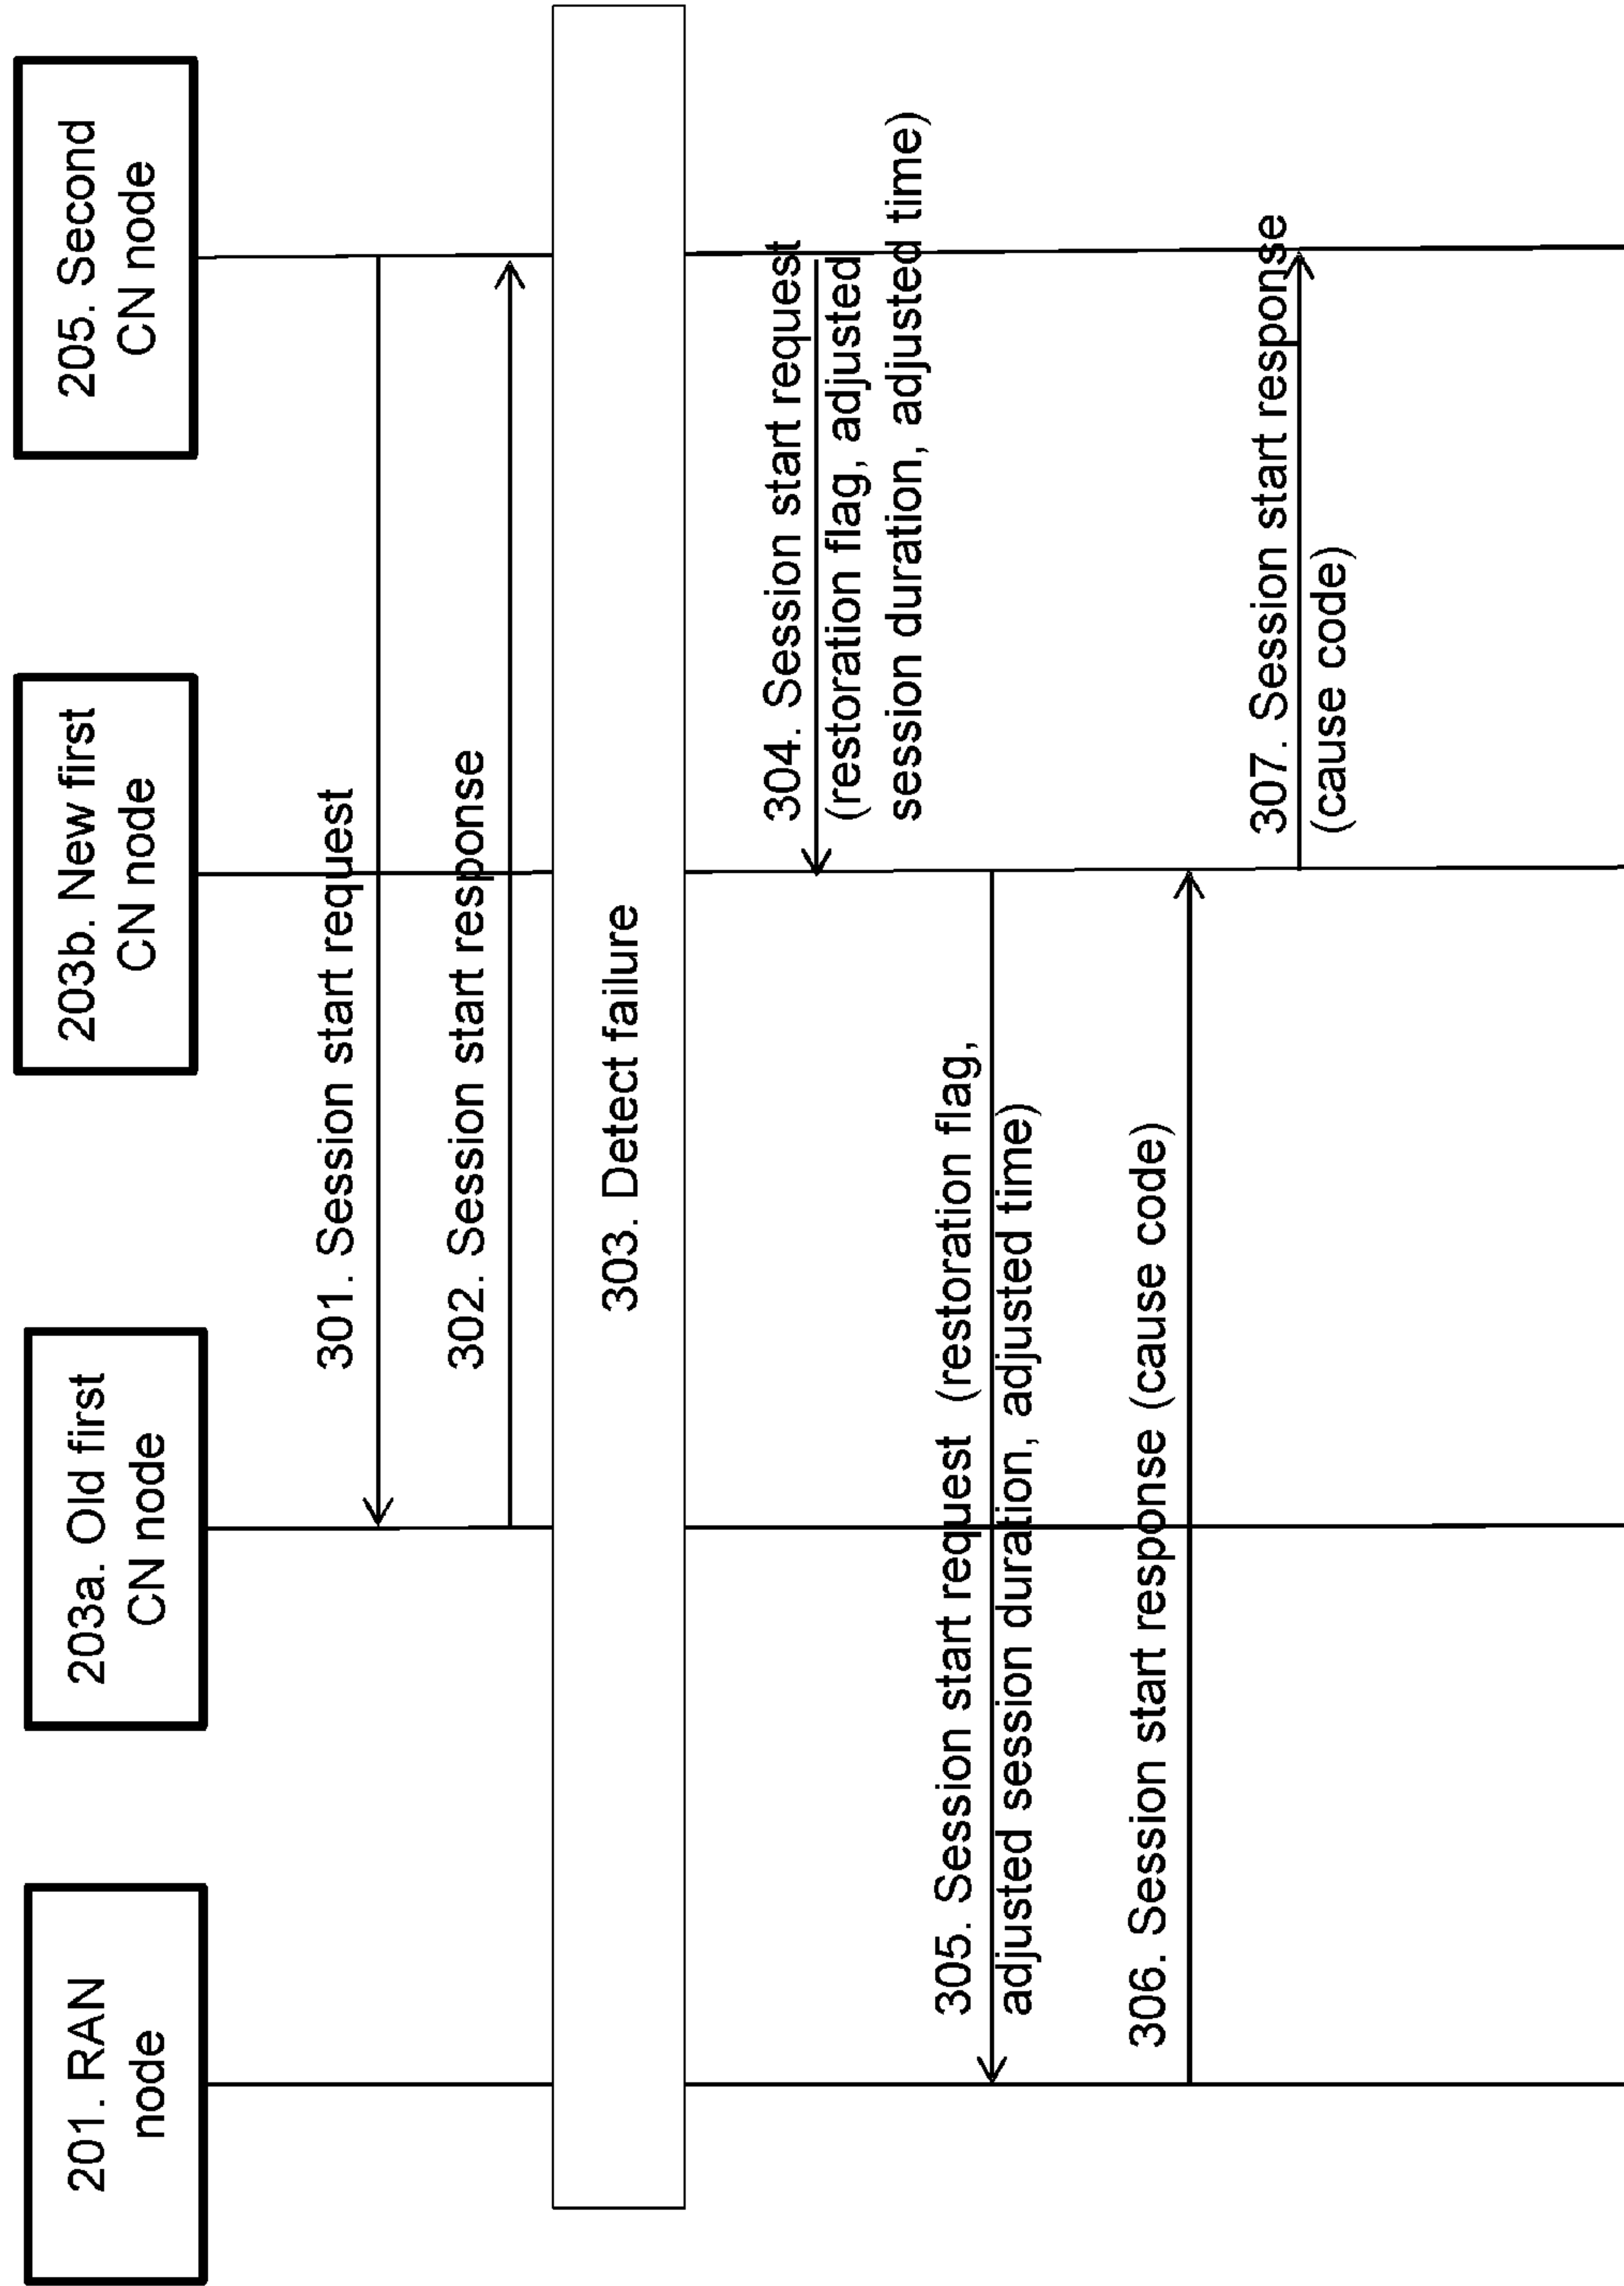 201. RAN
node
203a. Old first
CN node
203b. New first
CN node
205. Second
CN node
301. Session start request
302. Session start response
303. Detect failure
304. Session start request
(restoration flag, adjusted
session duration, adjusted time)
305. Session start request (restoration flag,
adjusted session duration, adjusted time)
306. Session start response (cause code)
307. Session start response
(cause code)